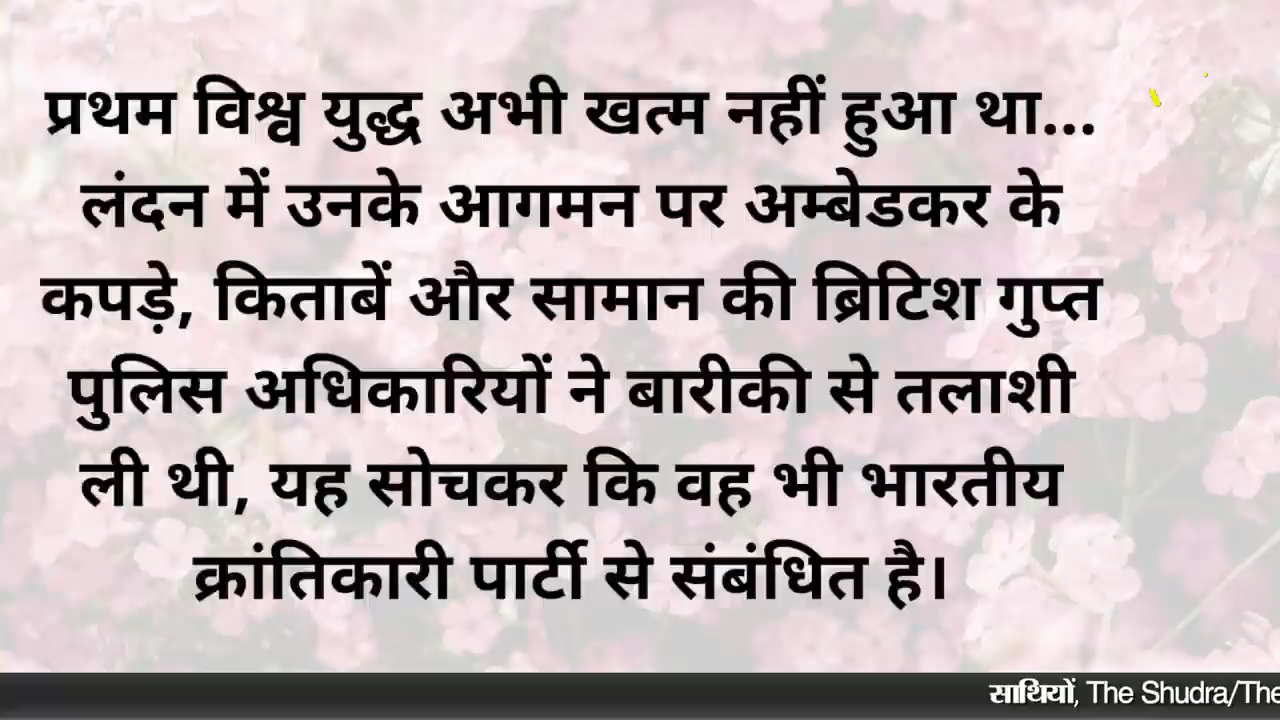 प्रथम विश्व युद्ध अभी खत्म नहीं हुआ था...
लंदन में उनके आगमन पर अम्बेडकर के
कपड़े, किताबें और सामान की ब्रिटिश गुप्त
पुलिस अधिकारियों ने बारीकी से तलाशी
ली थी, यह सोचकर कि वह भी भारतीय
क्रांतिकारी पार्टी से संबंधित है।
साथियों, The Shudra/The